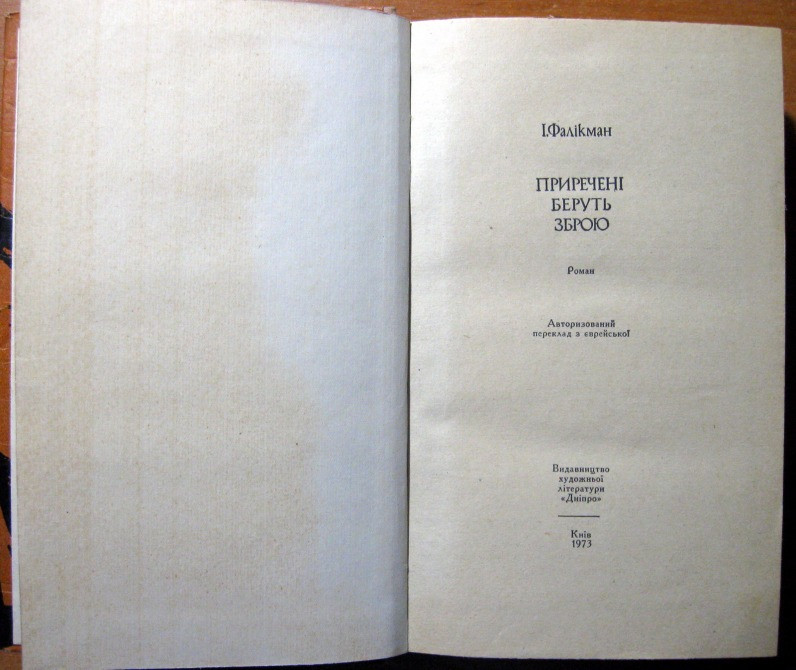 І.Фалікман
ПРИРЕЧЕНІ
БЕРУТЬ
ЗБРОЮ
Роман
Авторизований
переклад з єврейської
Видавництво
художньої
літератури
«Дніпро»
Київ
1973